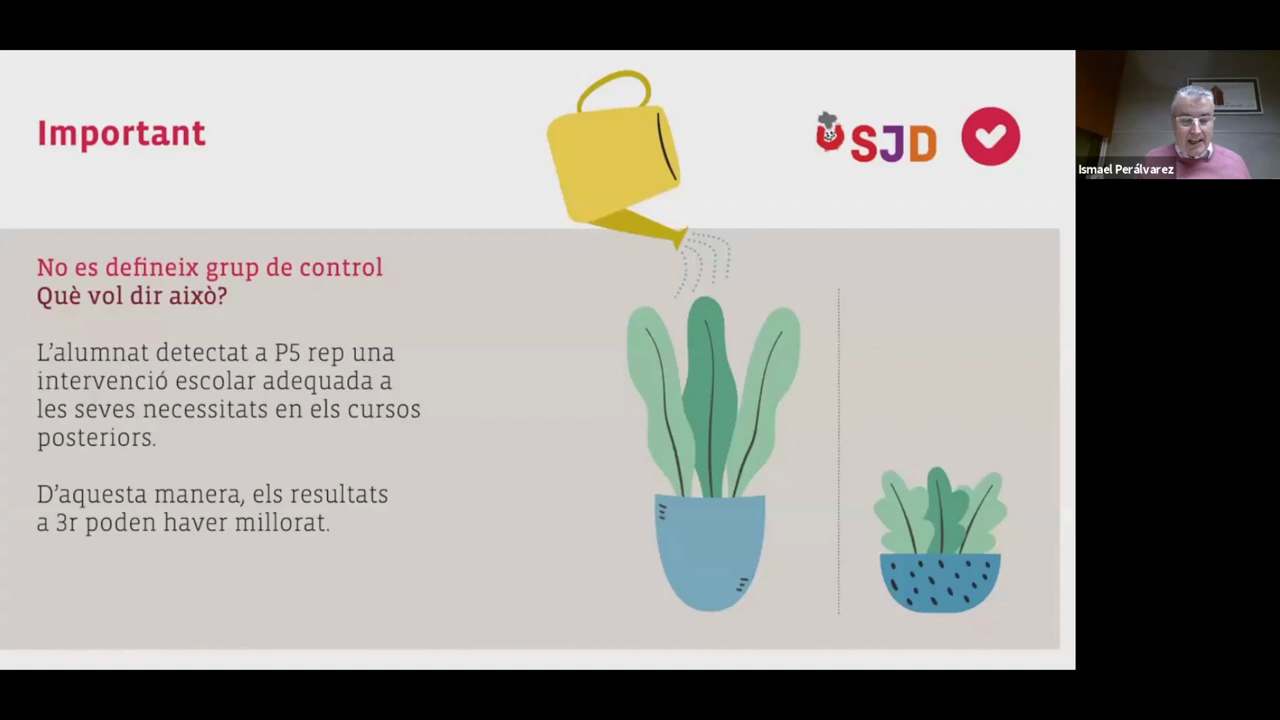 Important
SJD
No es defineix grup de control
Què vol dir això?
L'alumnat detectat a P5 rep una
intervenció escolar adequada a
les seves necessitats en els cursos
posteriors.
D'aquesta manera, els resultats
a 3r poden haver millorat.
Ismael Perálvarez